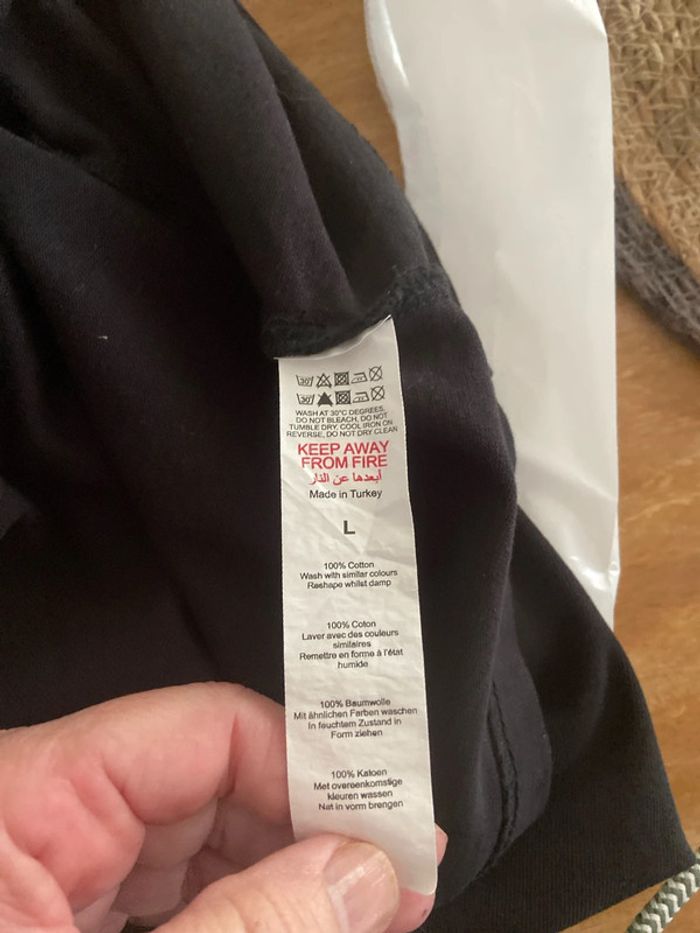 30
30
WASH AT 30°C DEGREES,
DO NOT BLEACH, DO NOT
TUMBLE DRY, COOL IRON ON
REVERSE, DO NOT DRY CLEAN
KEEP AWAY
FROM FIRE
أبعدها عن النار
Made in Turkey
L
100% Cotton
Wash with similar colours
Reshape whilst damp
100% Coton
Laver avec des couleurs
similaires
Remettre en forme à l'état
humide
100% Baumwolle
Mit ähnlichen Farben waschen
In feuchtem Zustand in
Form ziehen
100% Katoen
Met overeenkomstige
kleuren wassen
Nat in vorm brengen